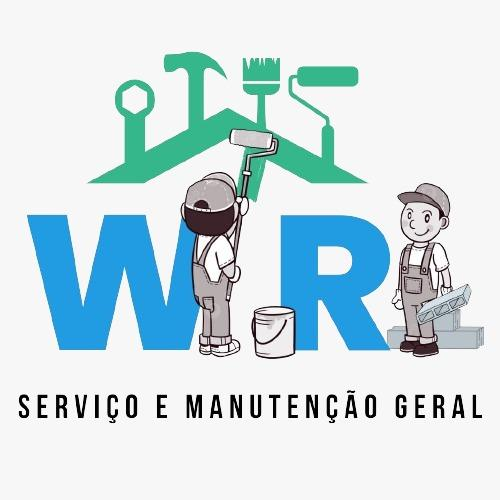 WR
SERVIÇO E MANUTENÇÃO GERAL